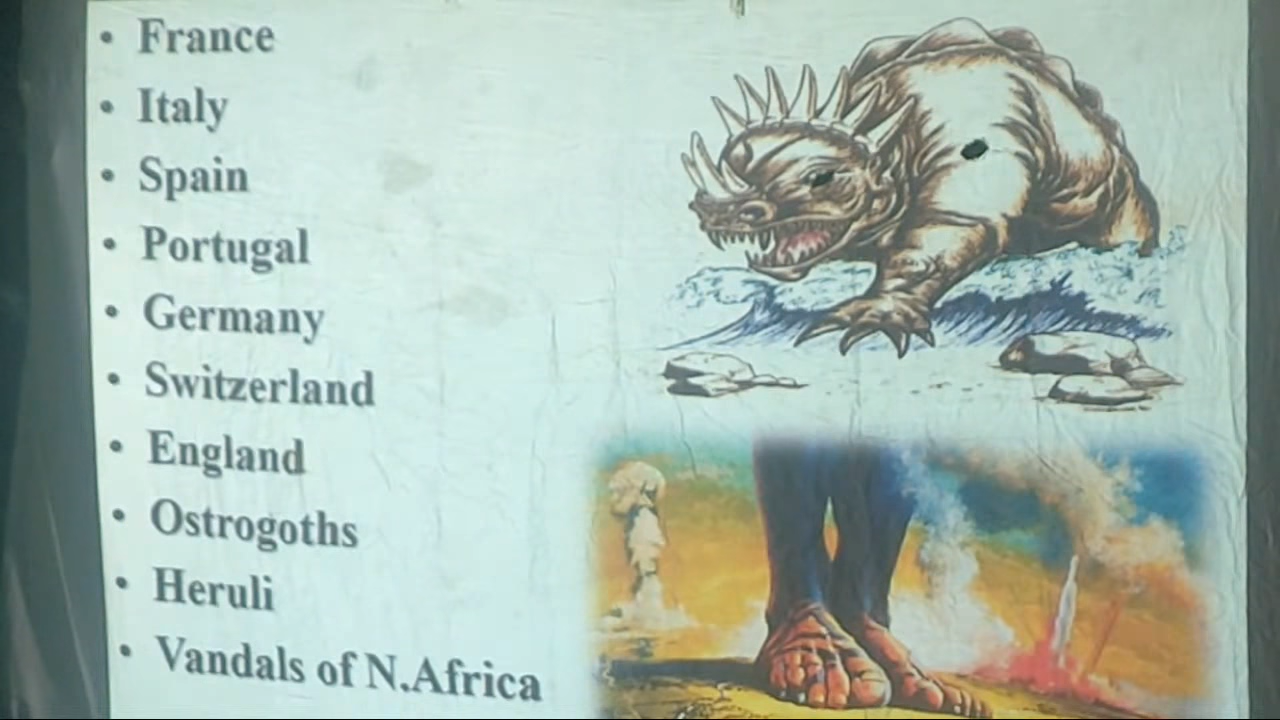 • France
• Italy
• Spain
• Portugal
• Germany
• Switzerland
• England
• Ostrogoths
• Heruli
• Vandals of N.Africa